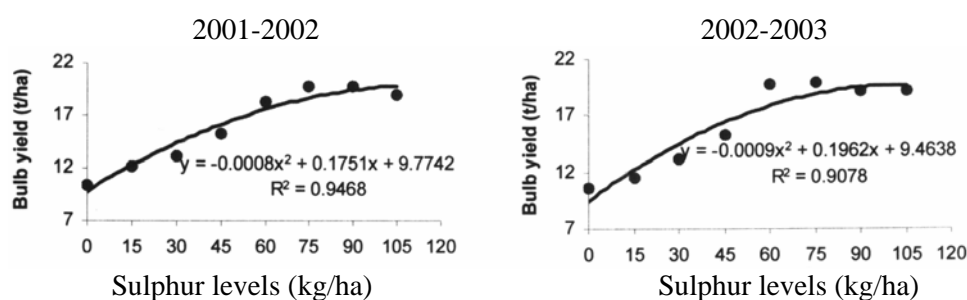 2001-2002
22
17
12
7
Bulb yield (t/ha)
y = -0.0008x² + 0.1751x + 9.7742
R² = 0.9468
0 15 30 45 60 75 90 105 120
Sulphur levels (kg/ha)
2002-2003
22
17
12
7
Bulb yield (t/ha)
y = -0.0009x² + 0.1962x + 9.4638
R² = 0.9078
0 15 30 45 60 75 90 105 120
Sulphur levels (kg/ha)